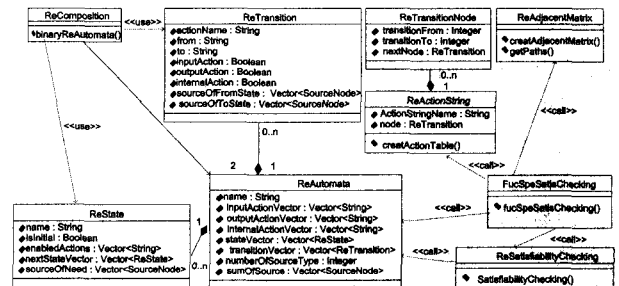 ReComposition
binaryReAutomata()
<<use>>
ReTransition
actionName : String
from : String
to : String
inputAction : Boolean
outputAction : Boolean
internalAction : Boolean
sourceOfFromState : Vector<SourceNode>
sourceOfToState : Vector<SourceNode>
ReTransitionNode
transitionFrom : Integer
transitionTo : Integer
nextNode : ReTransition
ReAdjacentMatrix
creatAdjacentMatrix()
getPaths()
0..n
1
ReActionString
ActionStringName : String
node : ReTransition
creatActionTable()
<<call>>
<<use>>
0..n
<<call>>
2
1
ReAutomata
name : String
inputActionVector : Vector<String>
outputActionVector : Vector<String>
internalActionVector : Vector<String>
stateVector : Vector<ReState>
transitionVector : Vector<ReTransition>
numberOfSourceType : Integer
sumOfSource : Vector<SourceNode>
<<call>>
FucSpeSatisChecking
fucSpeSatisChecking()
ReState
name : String
isInitial : Boolean
enabledActions : Vector<String>
nextStateVector : Vector<ReState>
sourceOfNeed : Vector<SourceNode>
1
0..n
<<call>>
<<call>>
ReSatisfiabilityChecking
SatisfiabilityChecking()